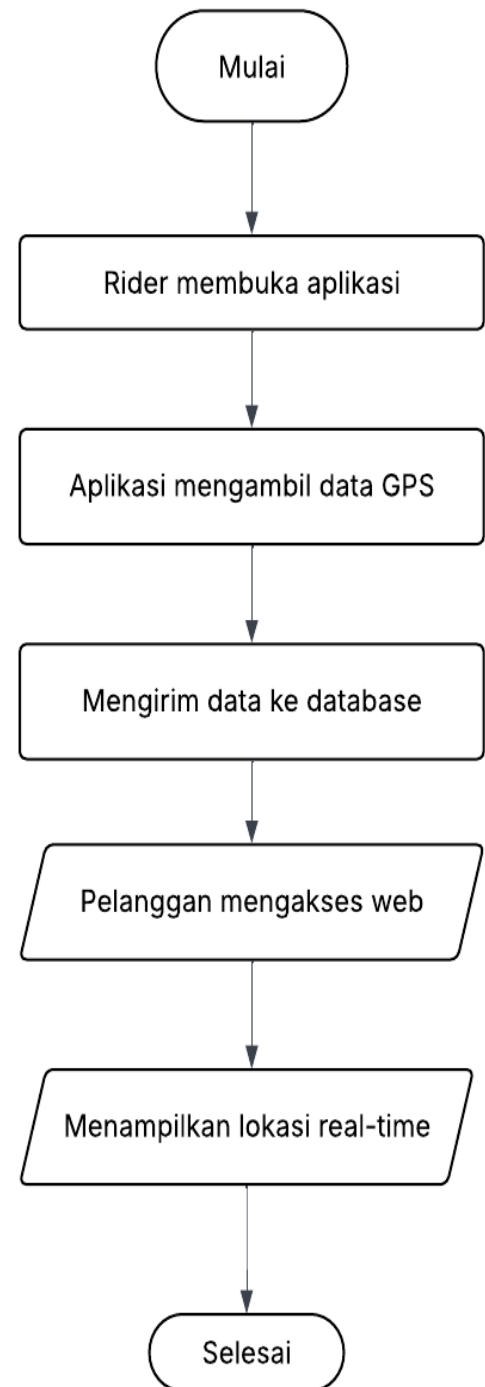 Mulai
Rider membuka aplikasi
Aplikasi mengambil data GPS
Mengirim data ke database
Pelanggan mengakses web
Menampilkan lokasi real-time
Selesai